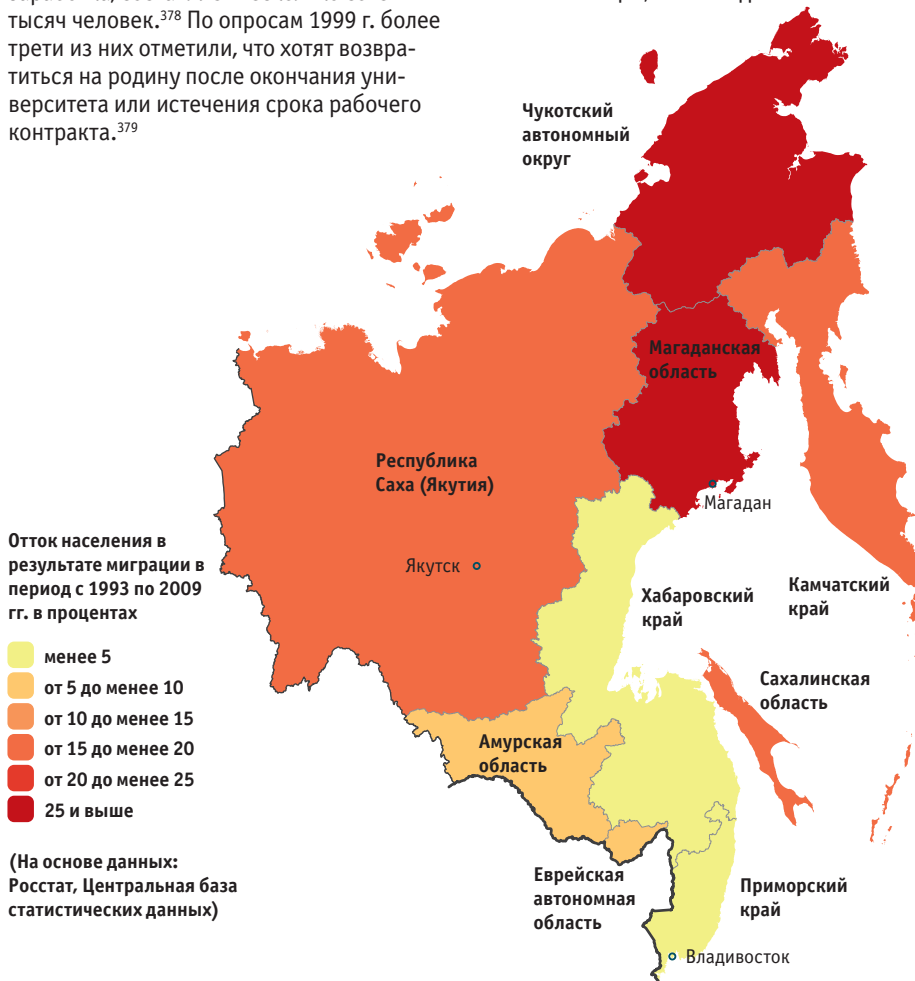 тысяч человек.³⁷⁸ По опросам 1999 г. более
трети из них отметили, что хотят возвра-
титься на родину после окончания уни-
верситета или истечения срока рабочего
контракта.³⁷⁹
Чукотский
автономный
округ
Магаданская
область
Республика
Саха (Якутия)
Магадан
Якутск
Хабаровский
край
Камчатский
край
Сахалинская
область
Амурская
область
Еврейская
автономная
область
Приморский
край
Владивосток
Отток населения в
результате миграции в
период с 1993 по 2009
гг. в процентах
менее 5
от 5 до менее 10
от 10 до менее 15
от 15 до менее 20
от 20 до менее 25
25 и выше
(На основе данных:
Росстат, Центральная база
статистических данных)